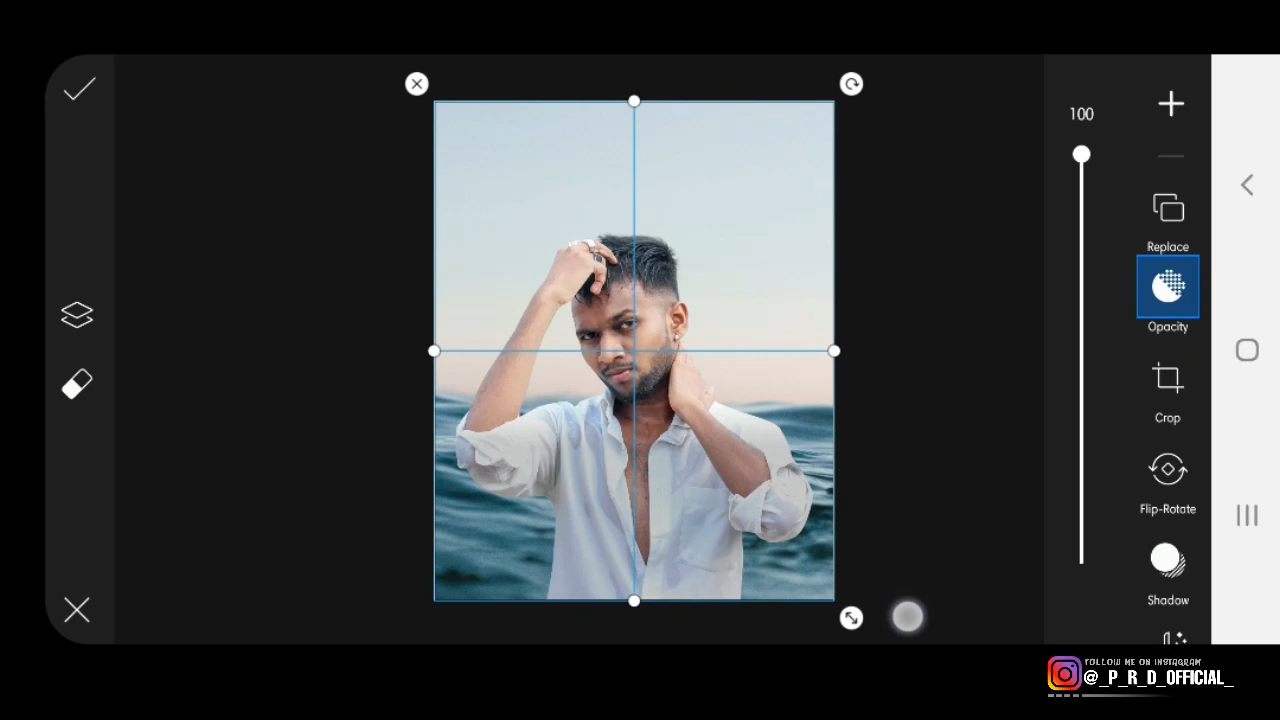 100
Replace
Opacity
Crop
Flip-Rotate
Shadow
FOLLOW ME ON INSTAGRAM
@_P_R_D_OFFICIAL_